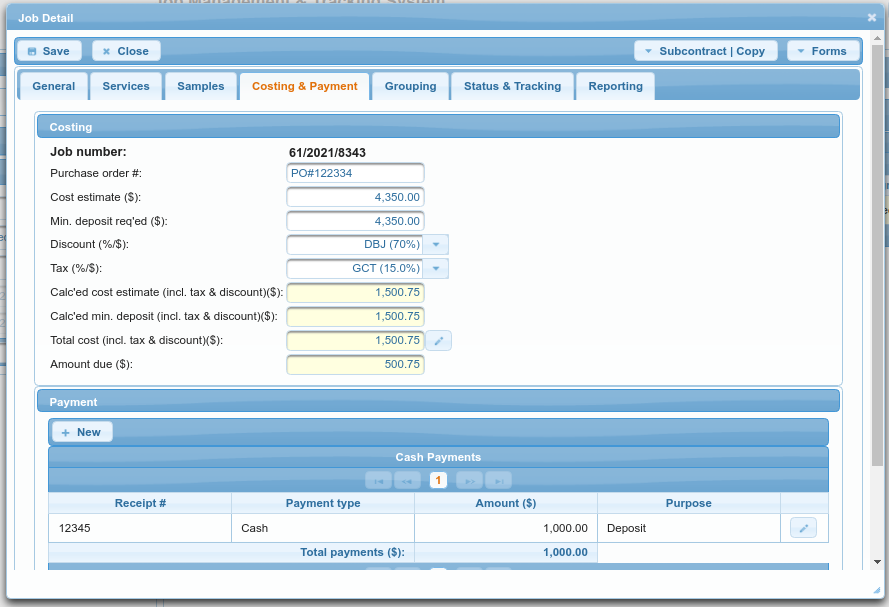 Job Management & Tracking System
Job Detail
Save
Close
Subcontract | Copy
Forms
General
Services
Samples
Costing & Payment
Grouping
Status & Tracking
Reporting
Costing
Job number: 61/2021/8343
Purchase order #: PO#122334
Cost estimate ($): 4,350.00
Min. deposit req'ed ($): 4,350.00
Discount (%/$): DBJ (70%)
Tax (%/$): GCT (15.0%)
Calc'ed cost estimate (incl. tax & discount)($): 1,500.75
Calc'ed min. deposit (incl. tax & discount)($): 1,500.75
Total cost (incl. tax & discount)($): 1,500.75
Amount due ($): 500.75
Payment
+ New
Cash Payments
1
Receipt # Payment type Amount ($) Purpose
12345 Cash 1,000.00 Deposit
Total payments ($): 1,000.00